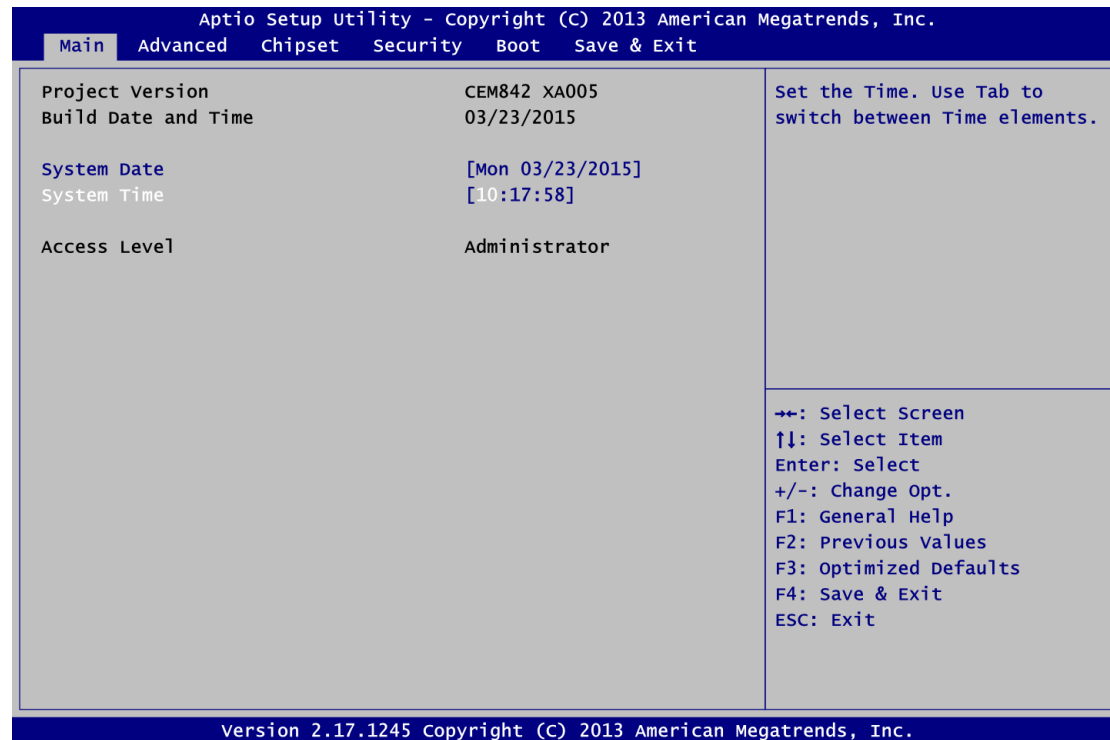 Aptio Setup Utility – Copyright (C) 2013 American Megatrends, Inc.
Main Advanced Chipset Security Boot Save & Exit
Project Version CEM842 XA005
Build Date and Time 03/23/2015
System Date [Mon 03/23/2015]
System Time [10:17:58]
Access Level Administrator
Set the Time. Use Tab to
switch between Time elements.
→←: Select Screen
↑↓: Select Item
Enter: Select
+/-: Change Opt.
F1: General Help
F2: Previous Values
F3: Optimized Defaults
F4: Save & Exit
ESC: Exit
Version 2.17.1245 Copyright (C) 2013 American Megatrends, Inc.